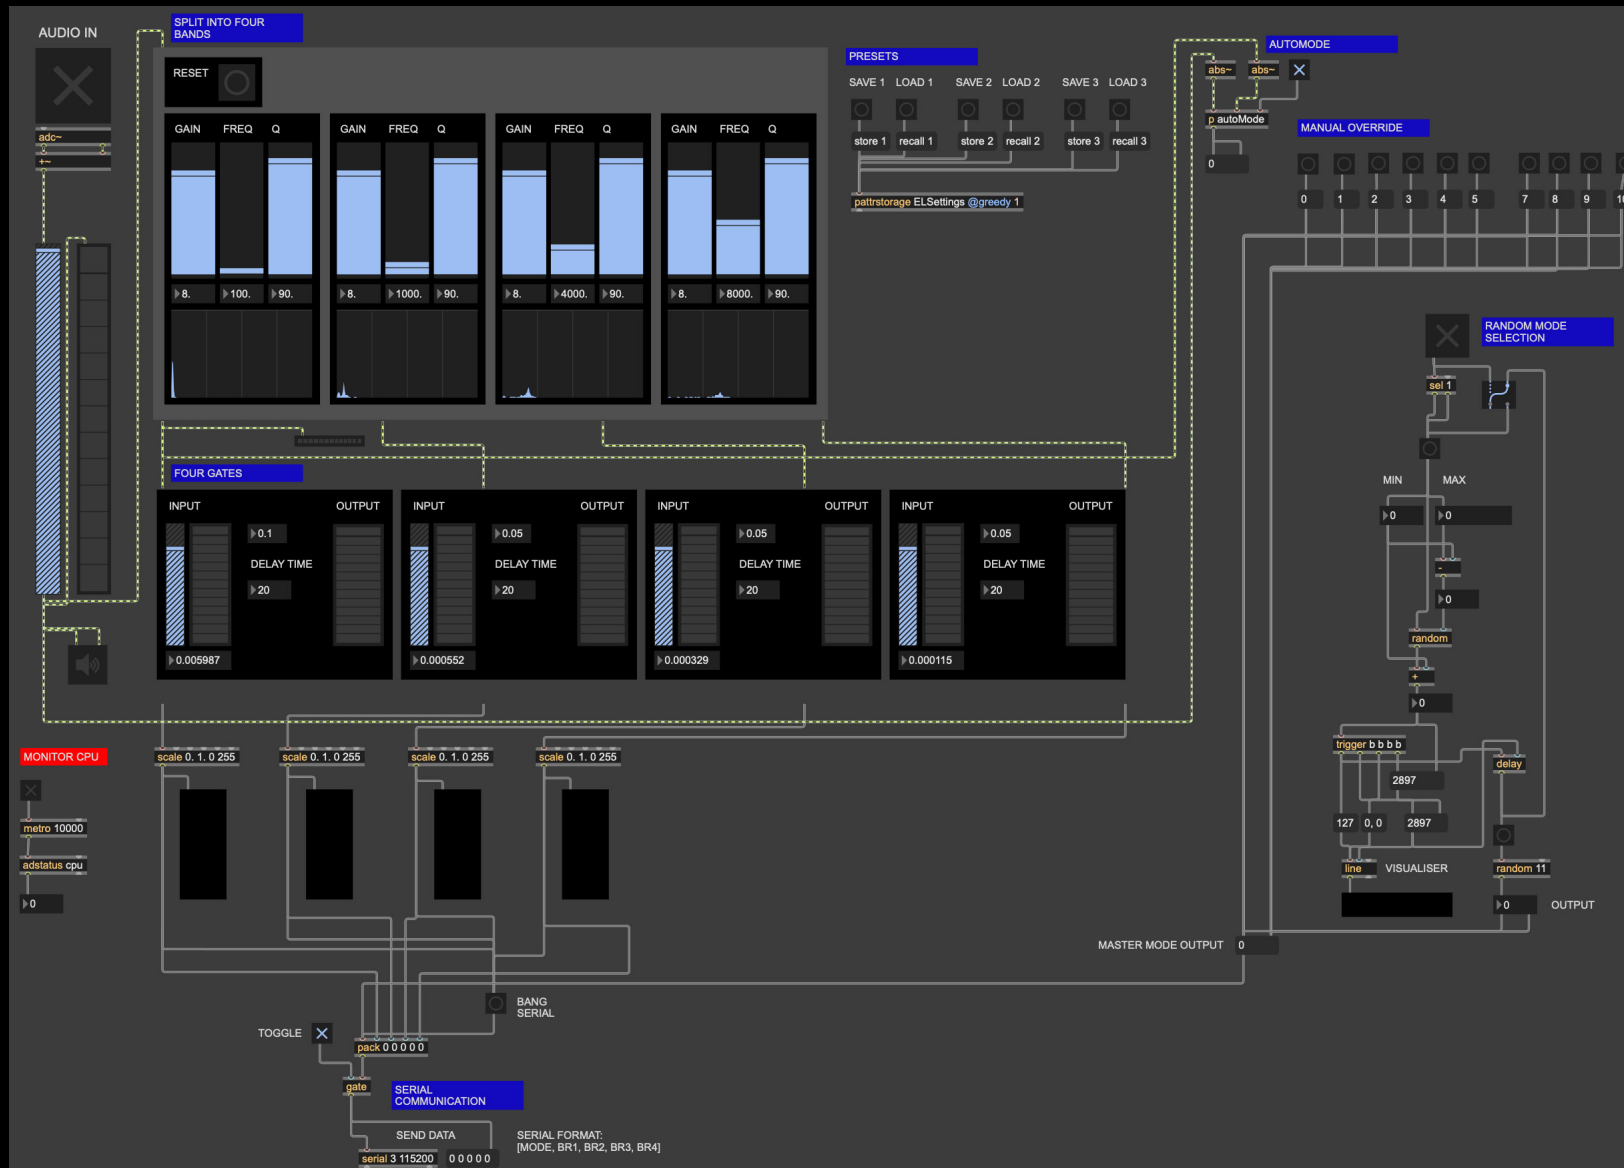 AUDIO IN
adc~
+~
SPLIT INTO FOUR
BANDS
RESET
GAIN FREQ Q
8. 100. 90.
GAIN FREQ Q
8. 1000. 90.
GAIN FREQ Q
8. 4000. 90.
GAIN FREQ Q
8. 8000. 90.
PRESETS
SAVE 1 LOAD 1 SAVE 2 LOAD 2 SAVE 3 LOAD 3
store 1 recall 1 store 2 recall 2 store 3 recall 3
pattrstorage ELSettings @greedy 1
AUTOMODE
abs~ abs~
p autoMode
0
MANUAL OVERRIDE
0 1 2 3 4 5 7 8 9 10
RANDOM MODE
SELECTION
sel 1
MIN MAX
0 0
-
0
random
+
0
trigger b b b b
delay
2897
127 0, 0 2897
line VISUALISER
random 11
0 OUTPUT
FOUR GATES
INPUT OUTPUT
0.1
DELAY TIME
20
0.005987
INPUT OUTPUT
0.05
DELAY TIME
20
0.000552
INPUT OUTPUT
0.05
DELAY TIME
20
0.000329
INPUT OUTPUT
0.05
DELAY TIME
20
0.000115
MONITOR CPU
metro 10000
adstatus cpu
0
scale 0. 1. 0 255 scale 0. 1. 0 255 scale 0. 1. 0 255 scale 0. 1. 0 255
MASTER MODE OUTPUT 0
BANG
SERIAL
TOGGLE
pack 0 0 0 0 0
gate
SERIAL
COMMUNICATION
SEND DATA
serial 3 115200 0 0 0 0 0
SERIAL FORMAT:
[MODE, BR1, BR2, BR3, BR4]